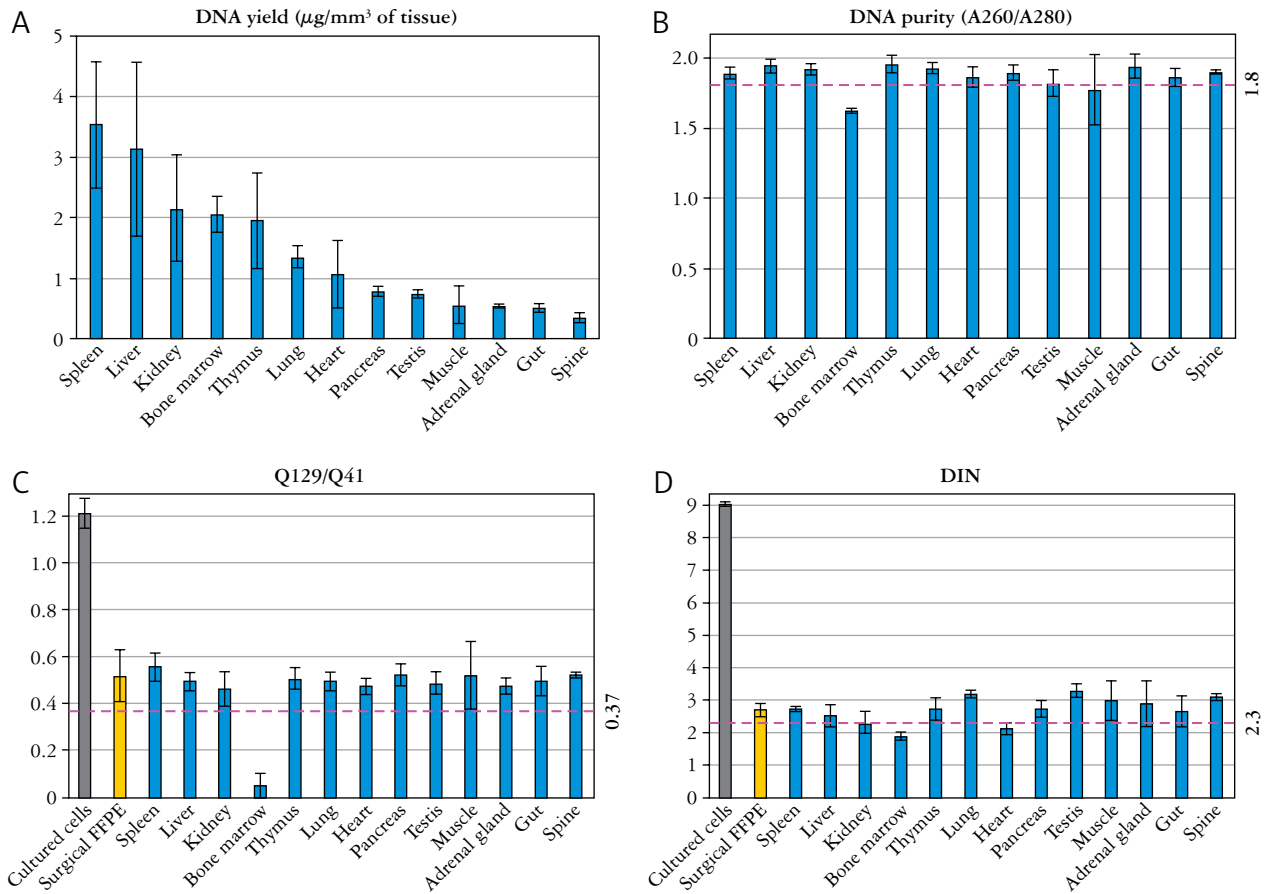 A
DNA yield (μg/mm³ of tissue)
5
4
3
2
1
0
Spleen
Liver
Kidney
Bone marrow
Thymus
Lung
Heart
Pancreas
Testis
Muscle
Adrenal gland
Gut
Spine
B
DNA purity (A260/A280)
2.0
1.5
1.0
0.5
0
1.8
Spleen
Liver
Kidney
Bone marrow
Thymus
Lung
Heart
Pancreas
Testis
Muscle
Adrenal gland
Gut
Spine
C
Q129/Q41
1.2
1.0
0.8
0.6
0.4
0.2
0
0.37
Cultured cells
Surgical FFPE
Spleen
Liver
Kidney
Bone marrow
Thymus
Lung
Heart
Pancreas
Testis
Muscle
Adrenal gland
Gut
Spine
D
DIN
9
8
7
6
5
4
3
2
1
0
2.3
Cultured cells
Surgical FFPE
Spleen
Liver
Kidney
Bone marrow
Thymus
Lung
Heart
Pancreas
Testis
Muscle
Adrenal gland
Gut
Spine